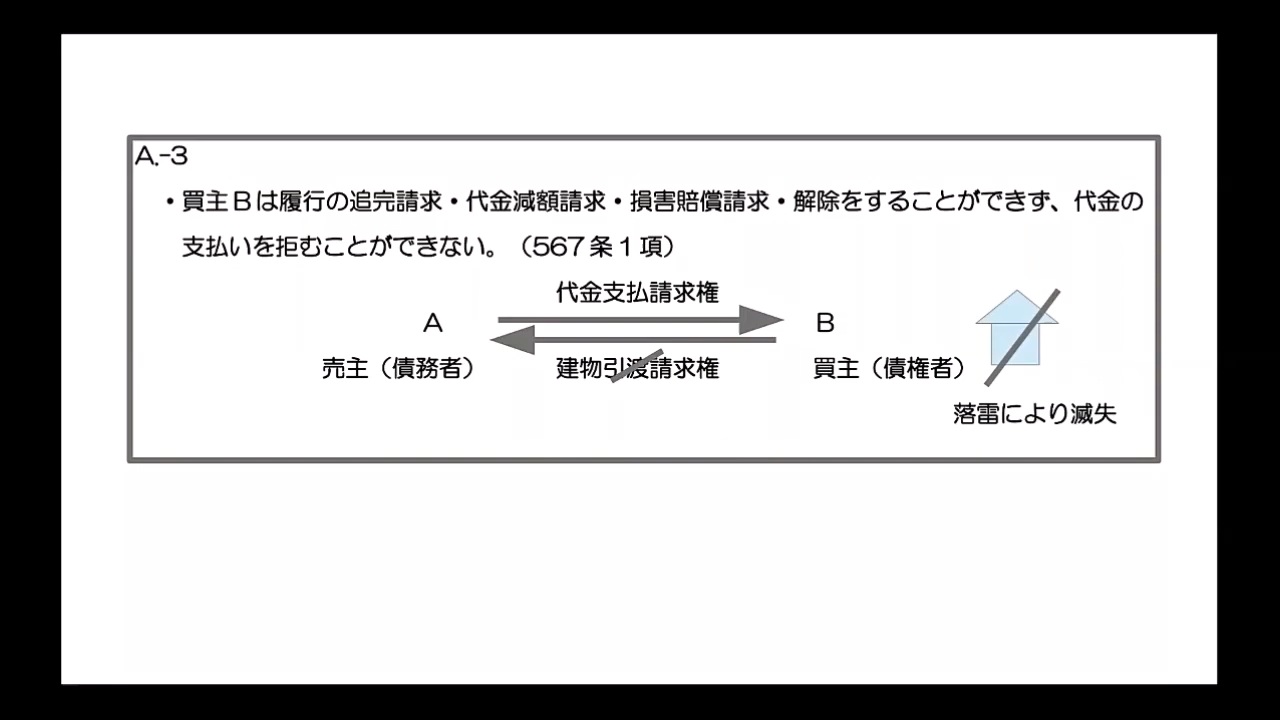 A.-3
・買主Bは履行の追完請求・代金減額請求・損害賠償請求・解除をすることができず、代金の
支払いを拒むことができない。（567条1項）
代金支払請求権
A
B
売主（債務者）
建物引渡請求権
買主（債権者）
落雷により滅失